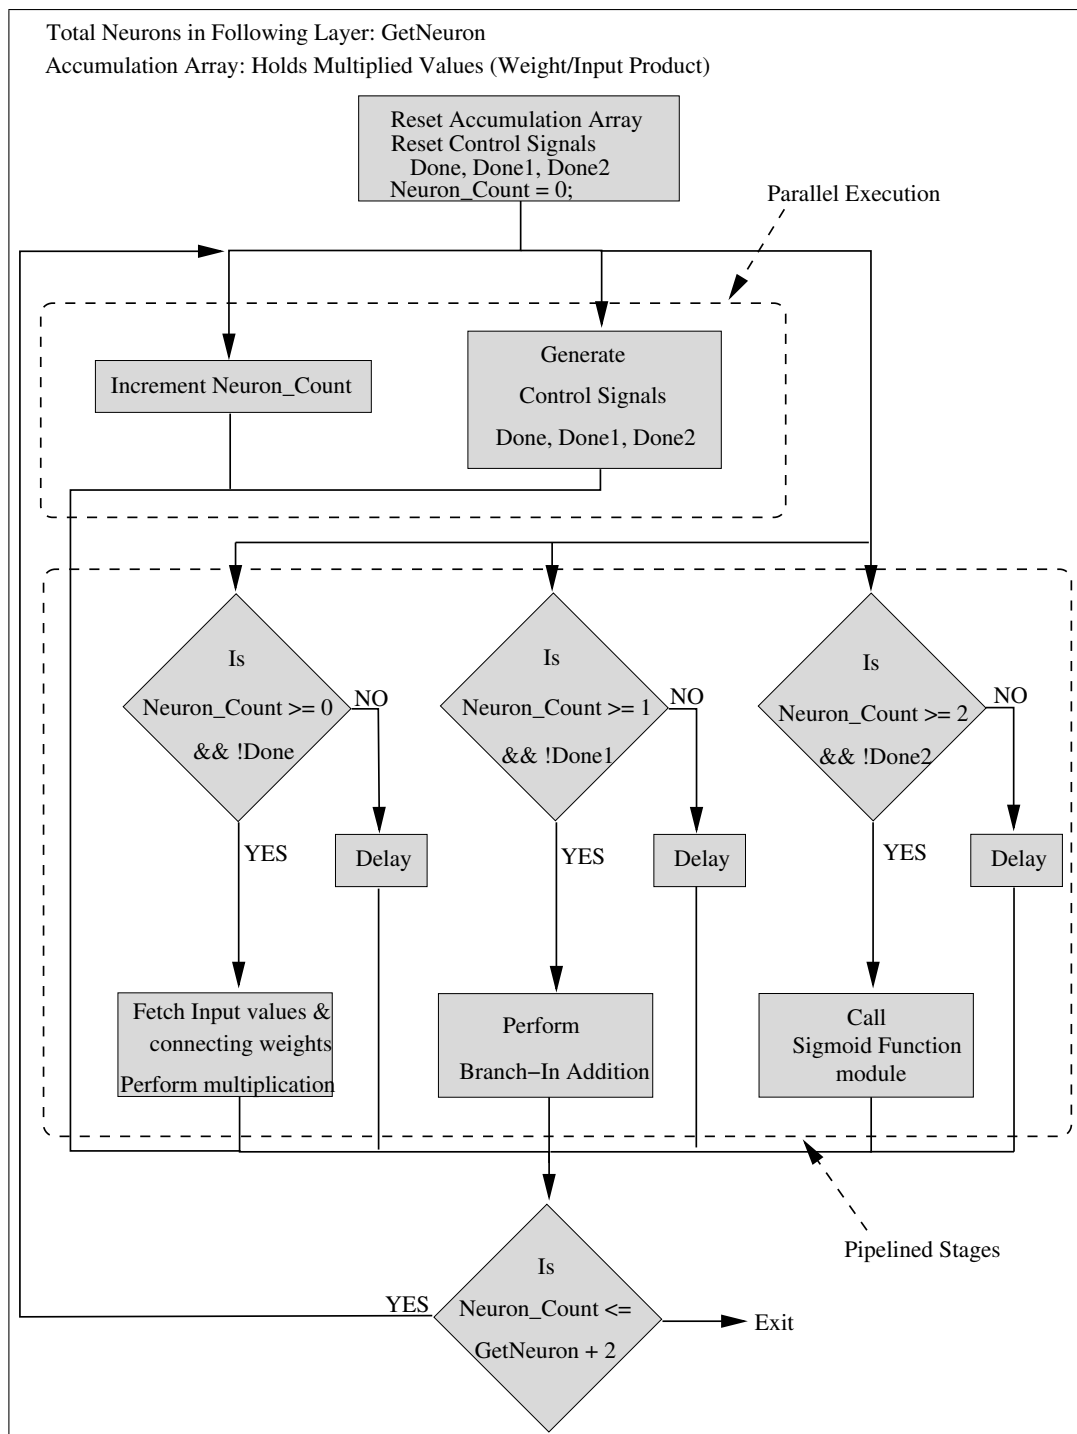 Total Neurons in Following Layer: GetNeuron
Accumulation Array: Holds Multiplied Values (Weight/Input Product)
Reset Accumulation Array
Reset Control Signals
Done, Done1, Done2
Neuron_Count = 0;
Parallel Execution
Increment Neuron_Count
Generate
Control Signals
Done, Done1, Done2
Is
Neuron_Count >= 0
&& !Done
NO
YES
Delay
Fetch Input values &
connecting weights
Perform multiplication
Is
Neuron_Count >= 1
&& !Done1
NO
YES
Delay
Perform
Branch−In Addition
Is
Neuron_Count >= 2
&& !Done2
NO
YES
Delay
Call
Sigmoid Function
module
Pipelined Stages
Is
Neuron_Count <=
GetNeuron + 2
YES
Exit